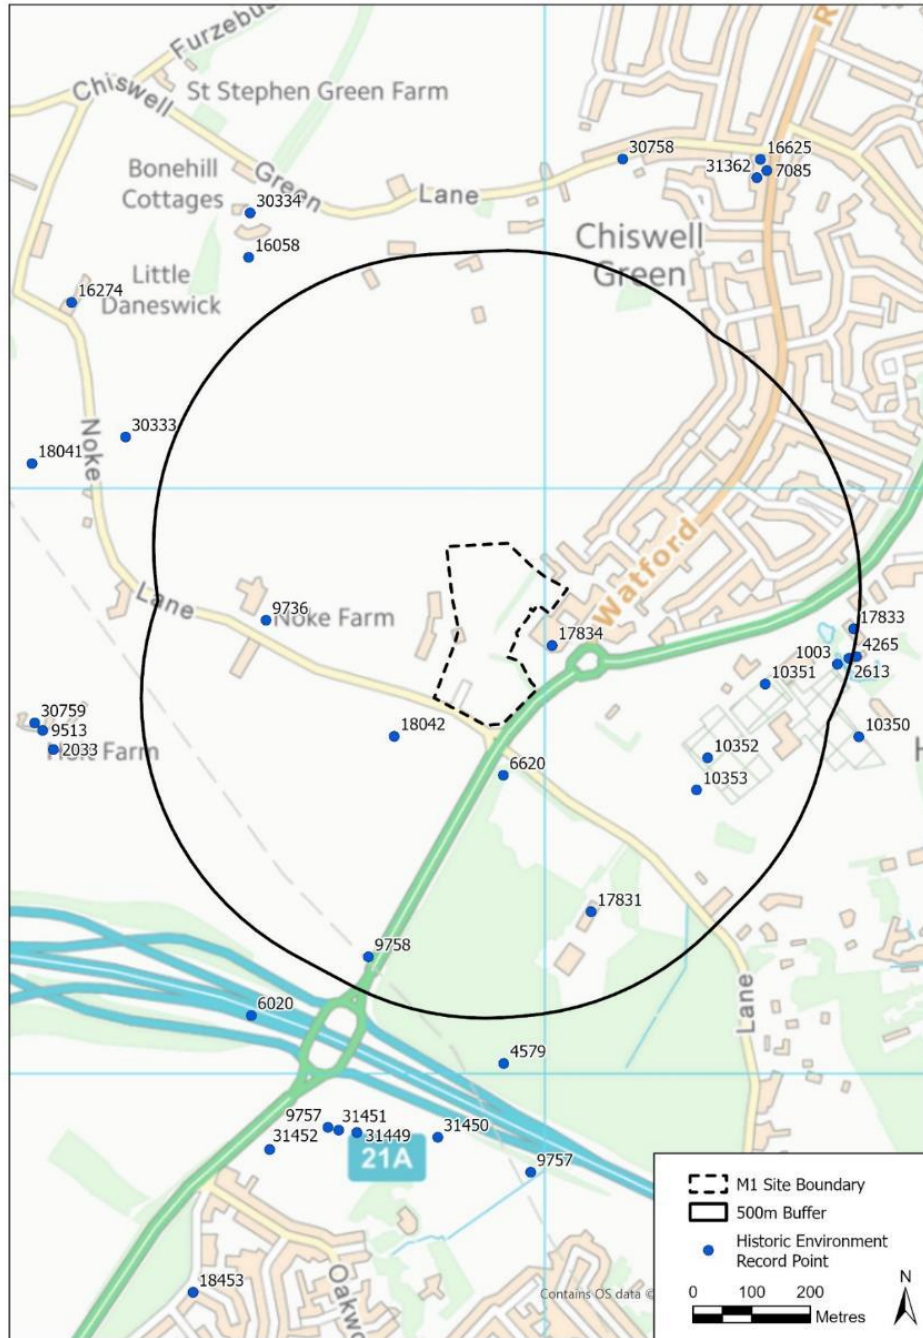 R
Furzebus
Chiswell
St Stephen Green Farm
30758
16625
31362
7085
Bonehill
Cottages
Green
Lane
30334
Chiswell
Green
16058
Little
Daneswick
16274
30333
18041
Noke
Watford
Lane
9736
Noke Farm
17834
17833
1003
4265
2613
10351
30759
9513
2033
Holt Farm
18042
10350
H
10352
6620
10353
17831
9758
6020
Lane
4579
9757
31451
31452
31449
31450
21A
9757
18453
Oakwo
Contains OS data ©
M1 Site Boundary
500m Buffer
Historic Environment
Record Point
N
0 100 200
Metres